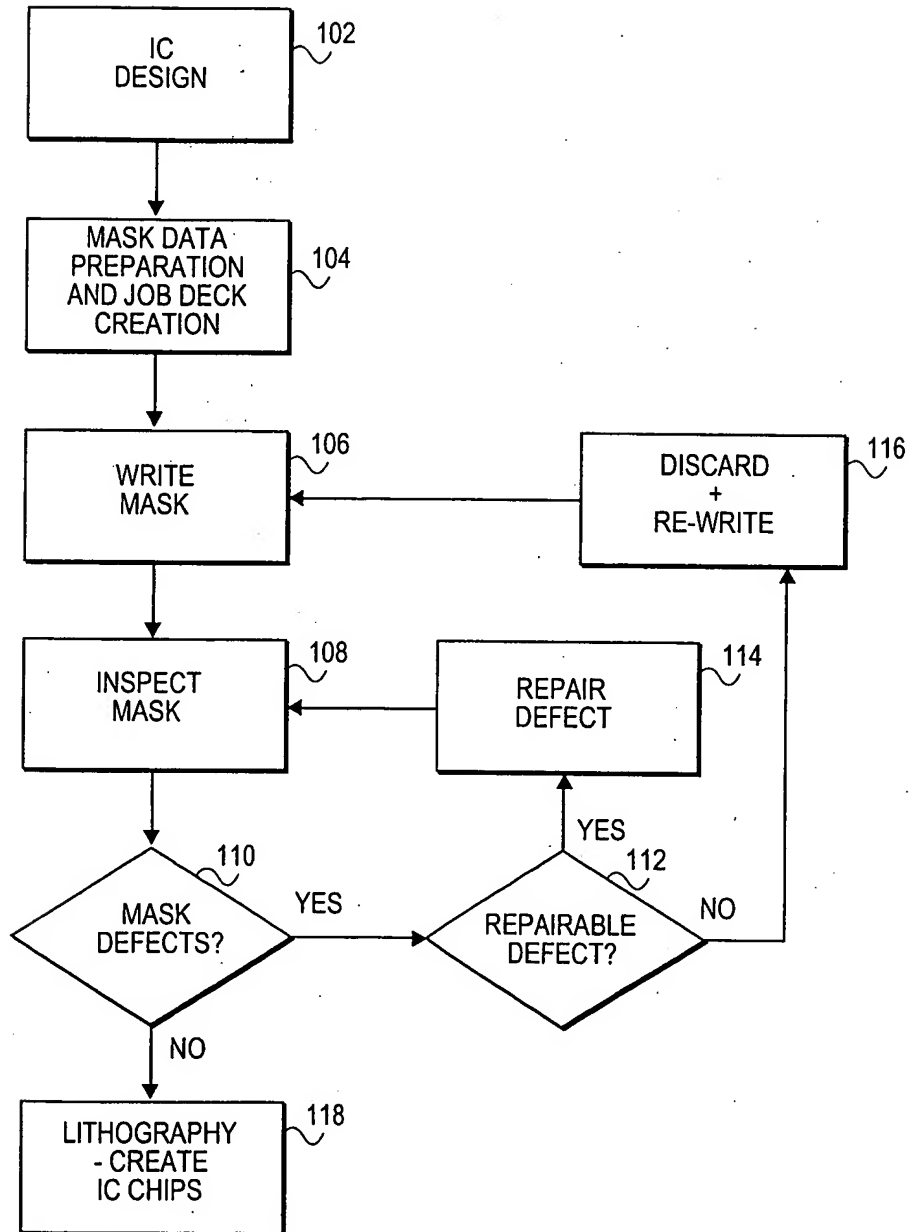 IC
DESIGN
102
MASK DATA
PREPARATION
AND JOB DECK
CREATION
104
WRITE
MASK
106
DISCARD
+
RE-WRITE
116
INSPECT
MASK
108
REPAIR
DEFECT
114
MASK
DEFECTS?
110
YES
REPAIRABLE
DEFECT?
112
YES
NO
NO
LITHOGRAPHY
- CREATE
IC CHIPS
118